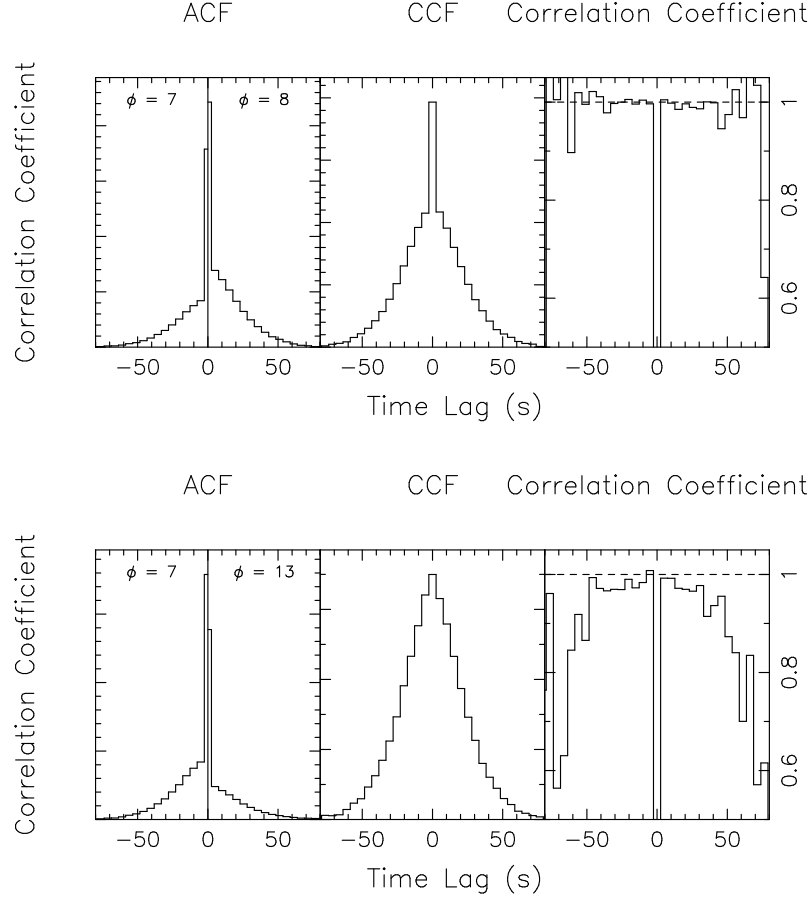 ACF CCF Correlation Coefficient
Correlation Coefficient
ϕ = 7 ϕ = 8
1
0.8
0.6
−50 0 50 −50 0 50 −50 0 50
Time Lag (s)
ACF CCF Correlation Coefficient
Correlation Coefficient
ϕ = 7 ϕ = 13
1
0.8
0.6
−50 0 50 −50 0 50 −50 0 50
Time Lag (s)